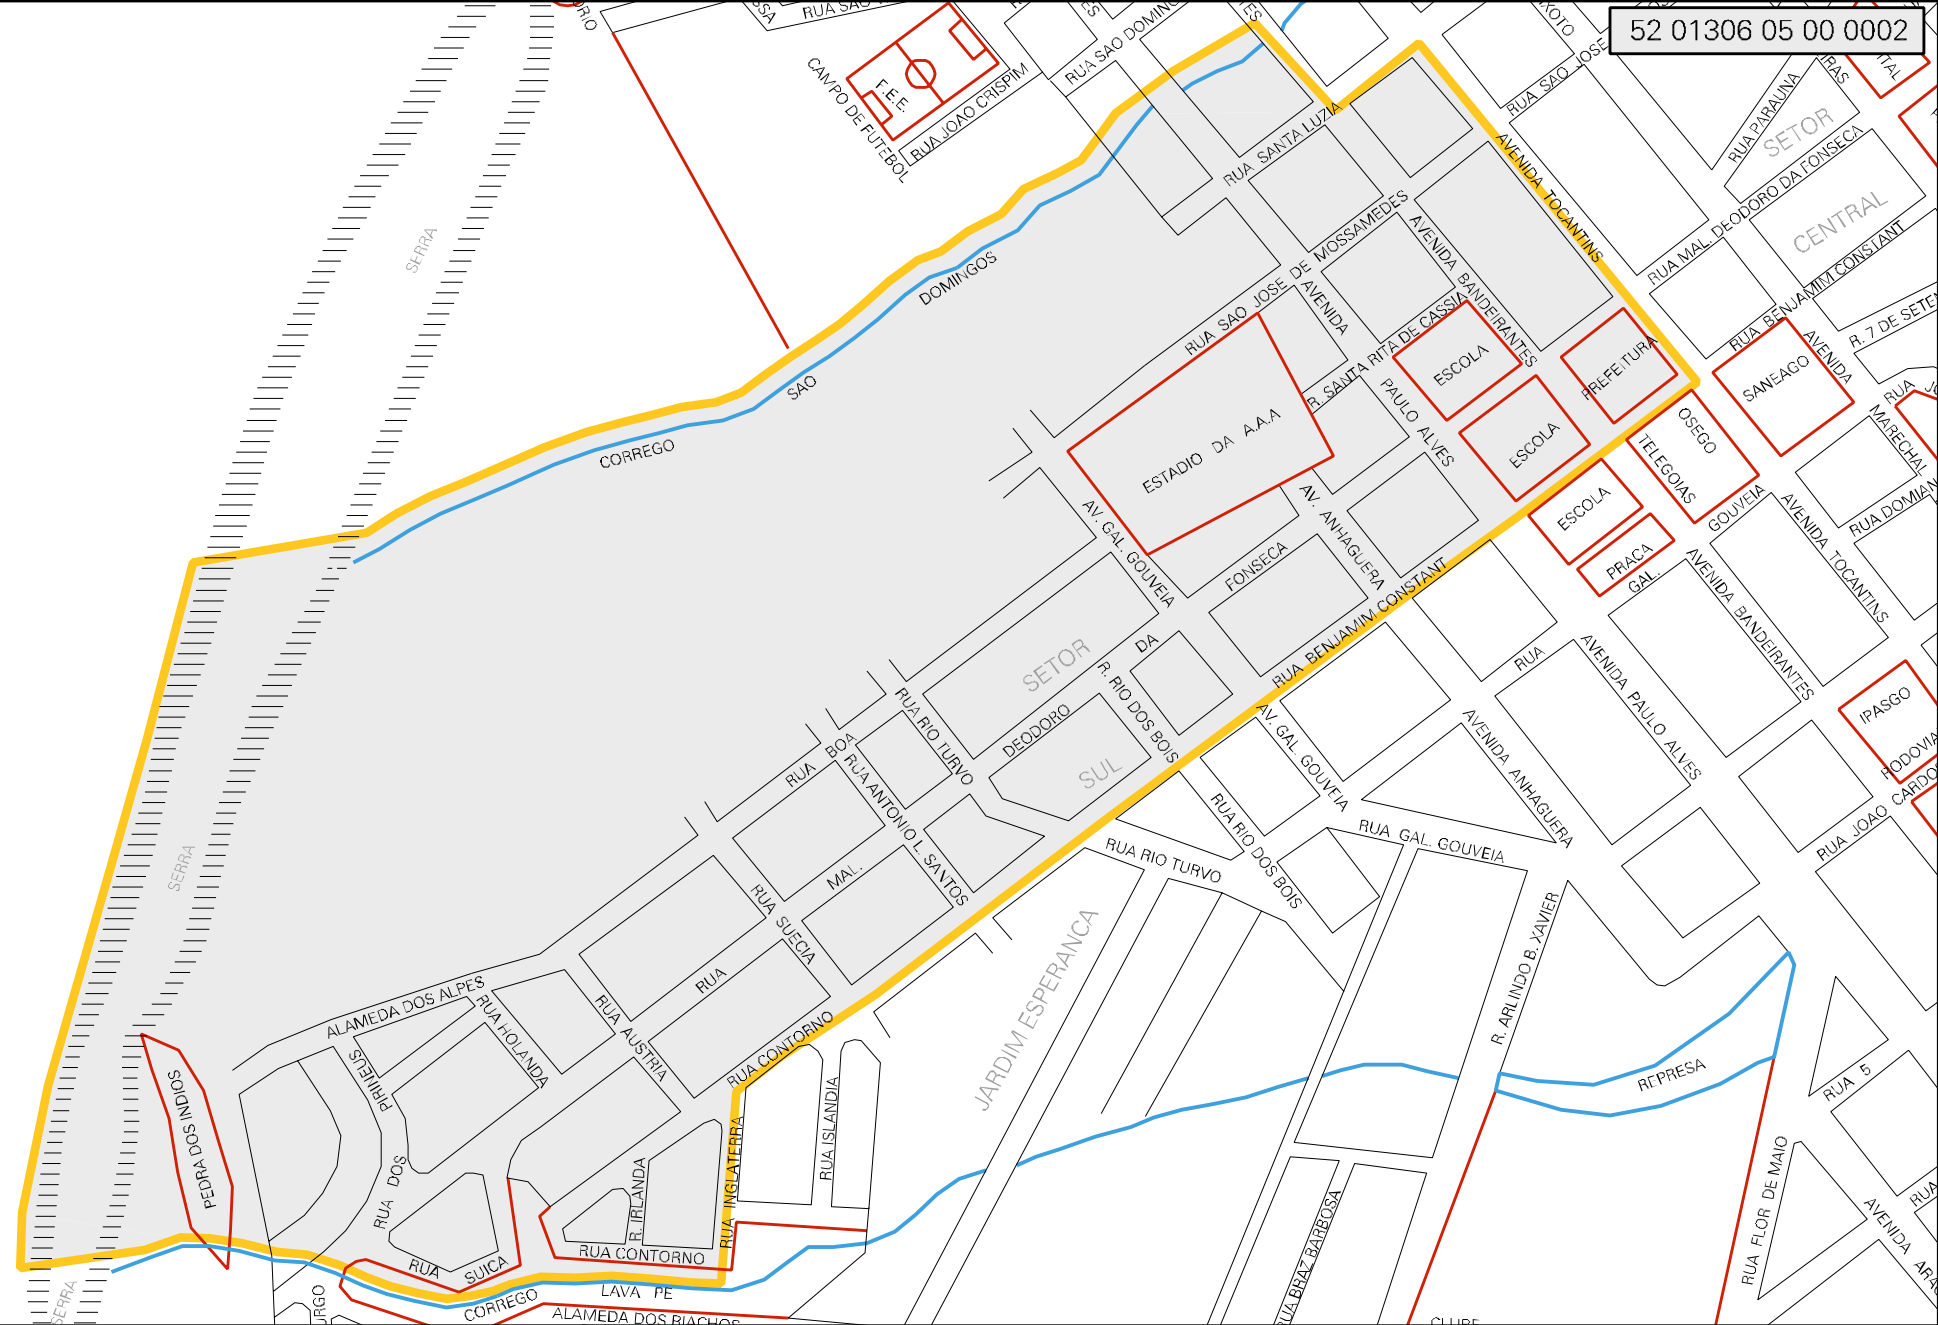 52 01306 05 00 0002
RUA SAO
RUA SAO DOMINGOS
CAMPO DE FUTEBOL
F.E.E.
RUA JOAO CRISPIM
RUA SAO JOSE
RUA PARAUNA
SETOR
CENTRAL
RUA MAL. DEODORO DA FONSECA
RUA BENJAMIM CONSTANT
R. 7 DE SETEM
AVENIDA TOCANTINS
RUA SANTA LUZIA
RUA SAO JOSE DE MOSSAMEDES
AVENIDA BANDEIRANTES
AVENIDA
PAULO ALVES
R. SANTA RITA DE CASSIA
ESCOLA
ESCOLA
PREFEITURA
SANEAGO
AVENIDA
MARECHAL
RUA
OSEGO
TELEGOIAS
ESCOLA
PRACA
GAL.
GOUVEIA
RUA DOMIAN
AVENIDA TOCANTINS
AVENIDA BANDEIRANTES
SERRA
DOMINGOS
SAO
CORREGO
ESTADIO DA A.A.A
AV. GAL. GOUVEIA
AV. ANHAGUERA
FONSECA
RUA BENJAMIM CONSTANT
DA
R. RIO DOS BOIS
DEODORO
SETOR
SUL
RUA
AVENIDA PAULO ALVES
IPASGO
RODOVIA
RUA JOAO CARDO
AV. GAL. GOUVEIA
AVENIDA ANHAGUERA
RUA RIO TURVO
RUA BOA
RUA ANTONIO L. SANTOS
MAL.
RUA SUECIA
RUA
RUA AUSTRIA
RUA RIO DOS BOIS
RUA RIO TURVO
RUA GAL. GOUVEIA
R. ARLINDO B. XAVIER
SERRA
JARDIM ESPERANCA
ALAMEDA DOS ALPES
RUA HOLANDA
RUA CONTORNO
PIRINEUS
RUA DOS
PEDRA DOS INDIOS
RUA INGLATERRA
RUA ISLANDIA
R. IRLANDA
RUA CONTORNO
RUA SUICA
REPRESA
RUA 5
RUA FLOR DE MAIO
AVENIDA ARA
RUA
RUA BRAZ BARBOSA
SERRA
CORREGO
LAVA PE
ALAMEDA DOS RIACHOS
CLUBE